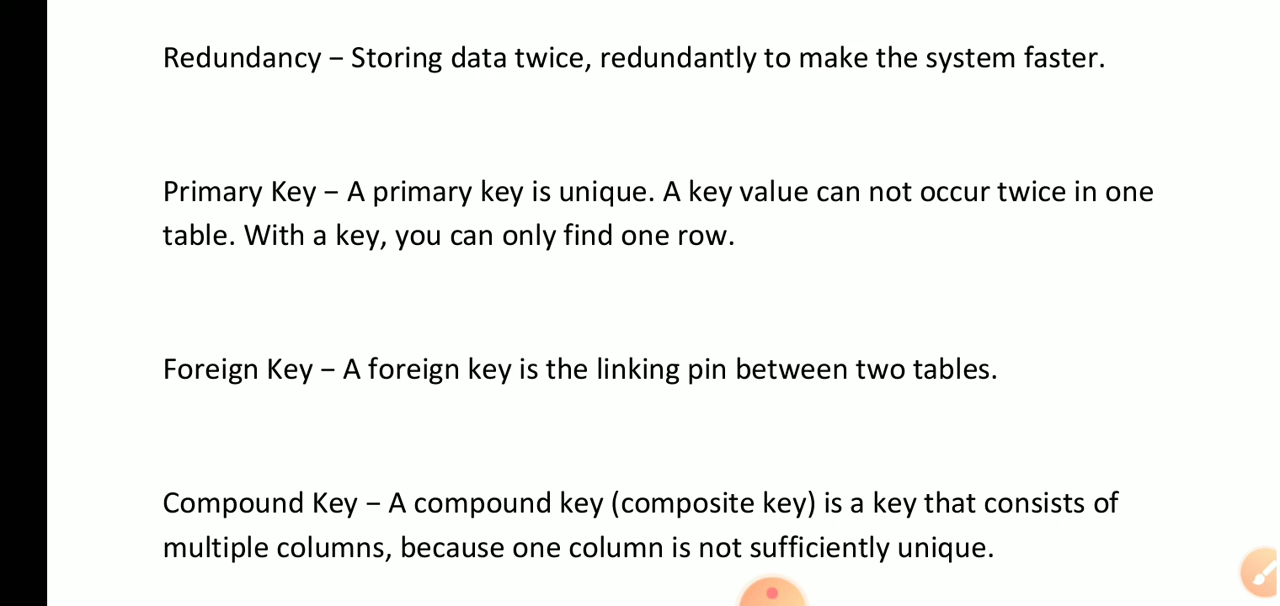 Redundancy – Storing data twice, redundantly to make the system faster.
Primary Key – A primary key is unique. A key value can not occur twice in one
table. With a key, you can only find one row.
Foreign Key – A foreign key is the linking pin between two tables.
Compound Key – A compound key (composite key) is a key that consists of
multiple columns, because one column is not sufficiently unique.